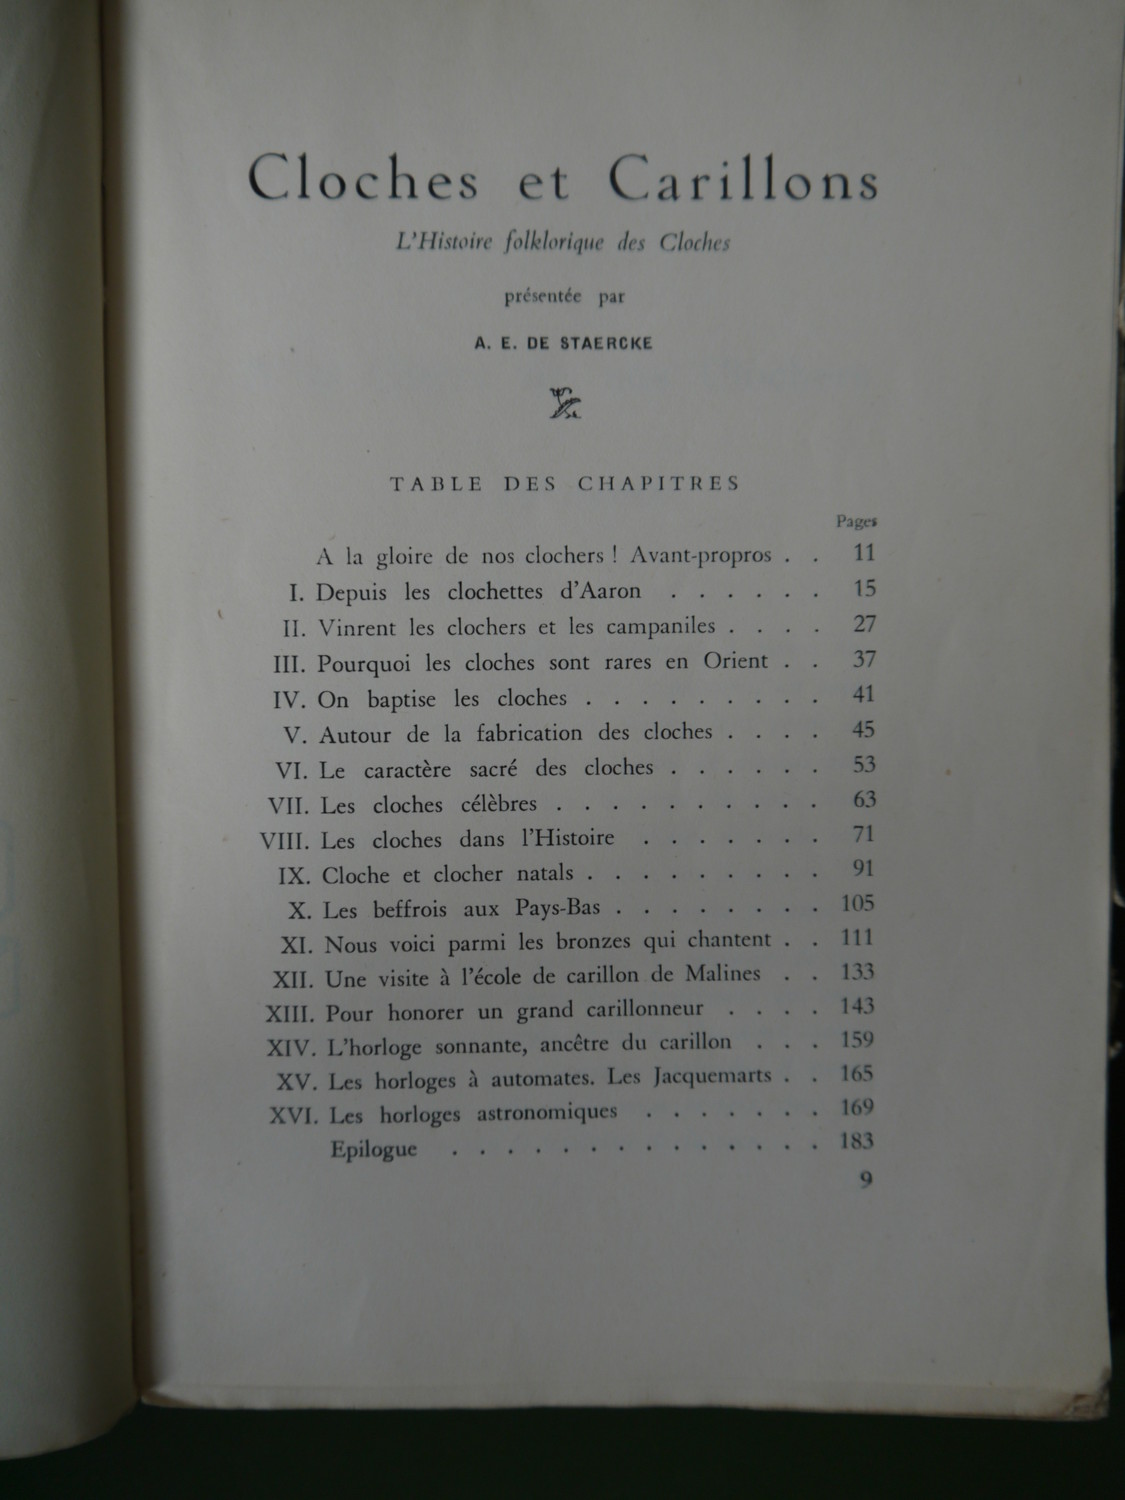 Cloches et Carillons
L'Histoire folklorique des Cloches
présentée par
A. E. DE STAERCKE
TABLE DES CHAPITRES
Pages
A la gloire de nos clochers ! Avant-propros . . 11
I. Depuis les clochettes d'Aaron . . . . . . 15
II. Vinrent les clochers et les campaniles . . . . 27
III. Pourquoi les cloches sont rares en Orient . . 37
IV. On baptise les cloches . . . . . . . . . 41
V. Autour de la fabrication des cloches . . . . 45
VI. Le caractère sacré des cloches . . . . . . 53
VII. Les cloches célèbres . . . . . . . . . . 63
VIII. Les cloches dans l'Histoire . . . . . . . 71
IX. Cloche et clocher natals . . . . . . . . . 91
X. Les beffrois aux Pays-Bas . . . . . . . . 105
XI. Nous voici parmi les bronzes qui chantent . . 111
XII. Une visite à l'école de carillon de Malines . . 133
XIII. Pour honorer un grand carillonneur . . . . 143
XIV. L'horloge sonnante, ancêtre du carillon . . . 159
XV. Les horloges à automates. Les Jacquemarts . . 165
XVI. Les horloges astronomiques . . . . . . . 169
Epilogue . . . . . . . . . . . . . . 183
9